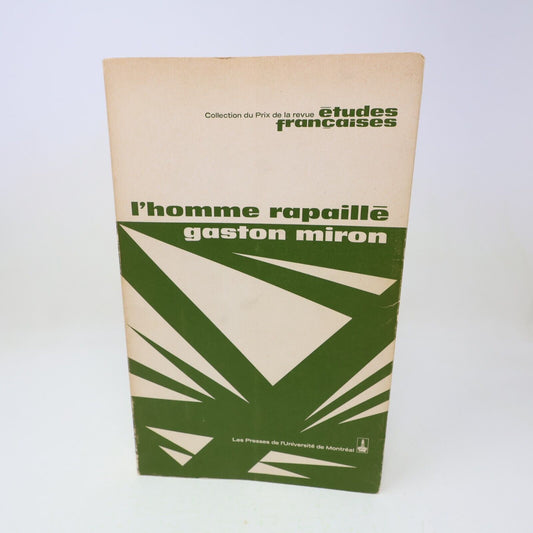 Collection du Prix de la revue études
françaises
l'homme rapaillé
gaston miron
Les Presses de l'Université de Montréal